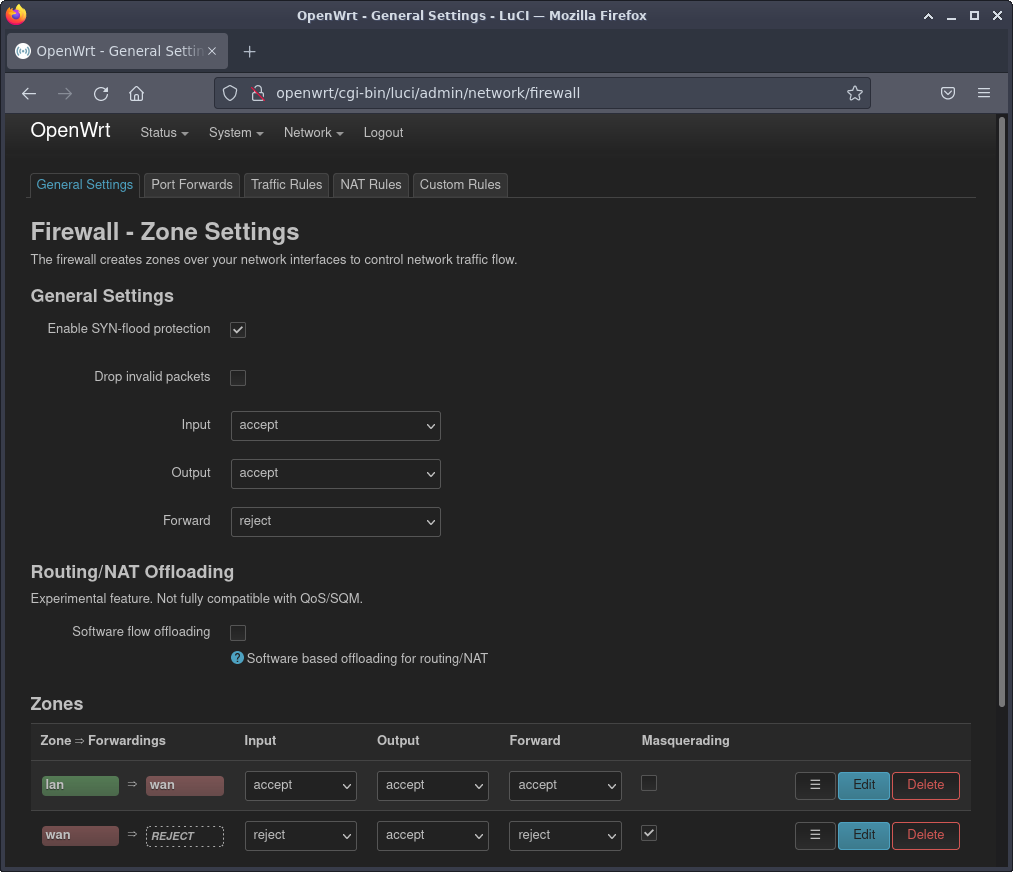 OpenWrt - General Settings - LuCI — Mozilla Firefox
OpenWrt - General Settin
openwrt/cgi-bin/luci/admin/network/firewall
OpenWrt Status System Network Logout
General Settings Port Forwards Traffic Rules NAT Rules Custom Rules
Firewall - Zone Settings
The firewall creates zones over your network interfaces to control network traffic flow.
General Settings
Enable SYN-flood protection
Drop invalid packets
Input accept
Output accept
Forward reject
Routing/NAT Offloading
Experimental feature. Not fully compatible with QoS/SQM.
Software flow offloading
? Software based offloading for routing/NAT
Zones
Zone ⇒ Forwardings Input Output Forward Masquerading
lan ⇒ wan accept accept accept ☰ Edit Delete
wan ⇒ REJECT reject accept reject ☰ Edit Delete